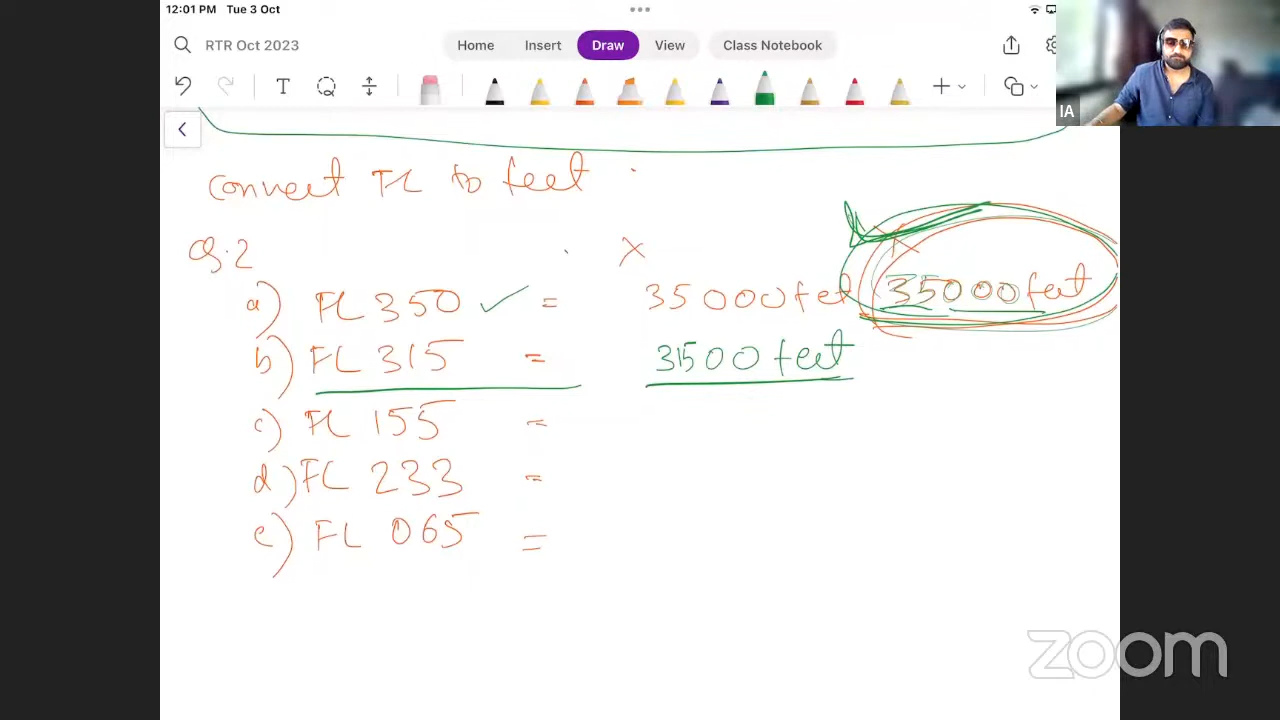 12:01 PM Tue 3 Oct
RTR Oct 2023
Home Insert Draw View Class Notebook
T
IA
Convert FL to feet
Q.2
X
a) FL 350 ✓ = 35000 feet 35000 feet
b) FL 315 = 31500 feet
c) FL 155 =
d) FL 233 =
e) FL 065 =
zoom